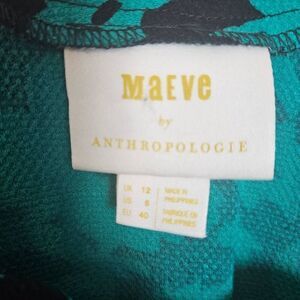 MAEVE
by
ANTHROPOLOGIE
UK 12
US 8
EU 40
MADE IN
PHILIPPINES
FABRIQUÉ EN
PHILIPPINES